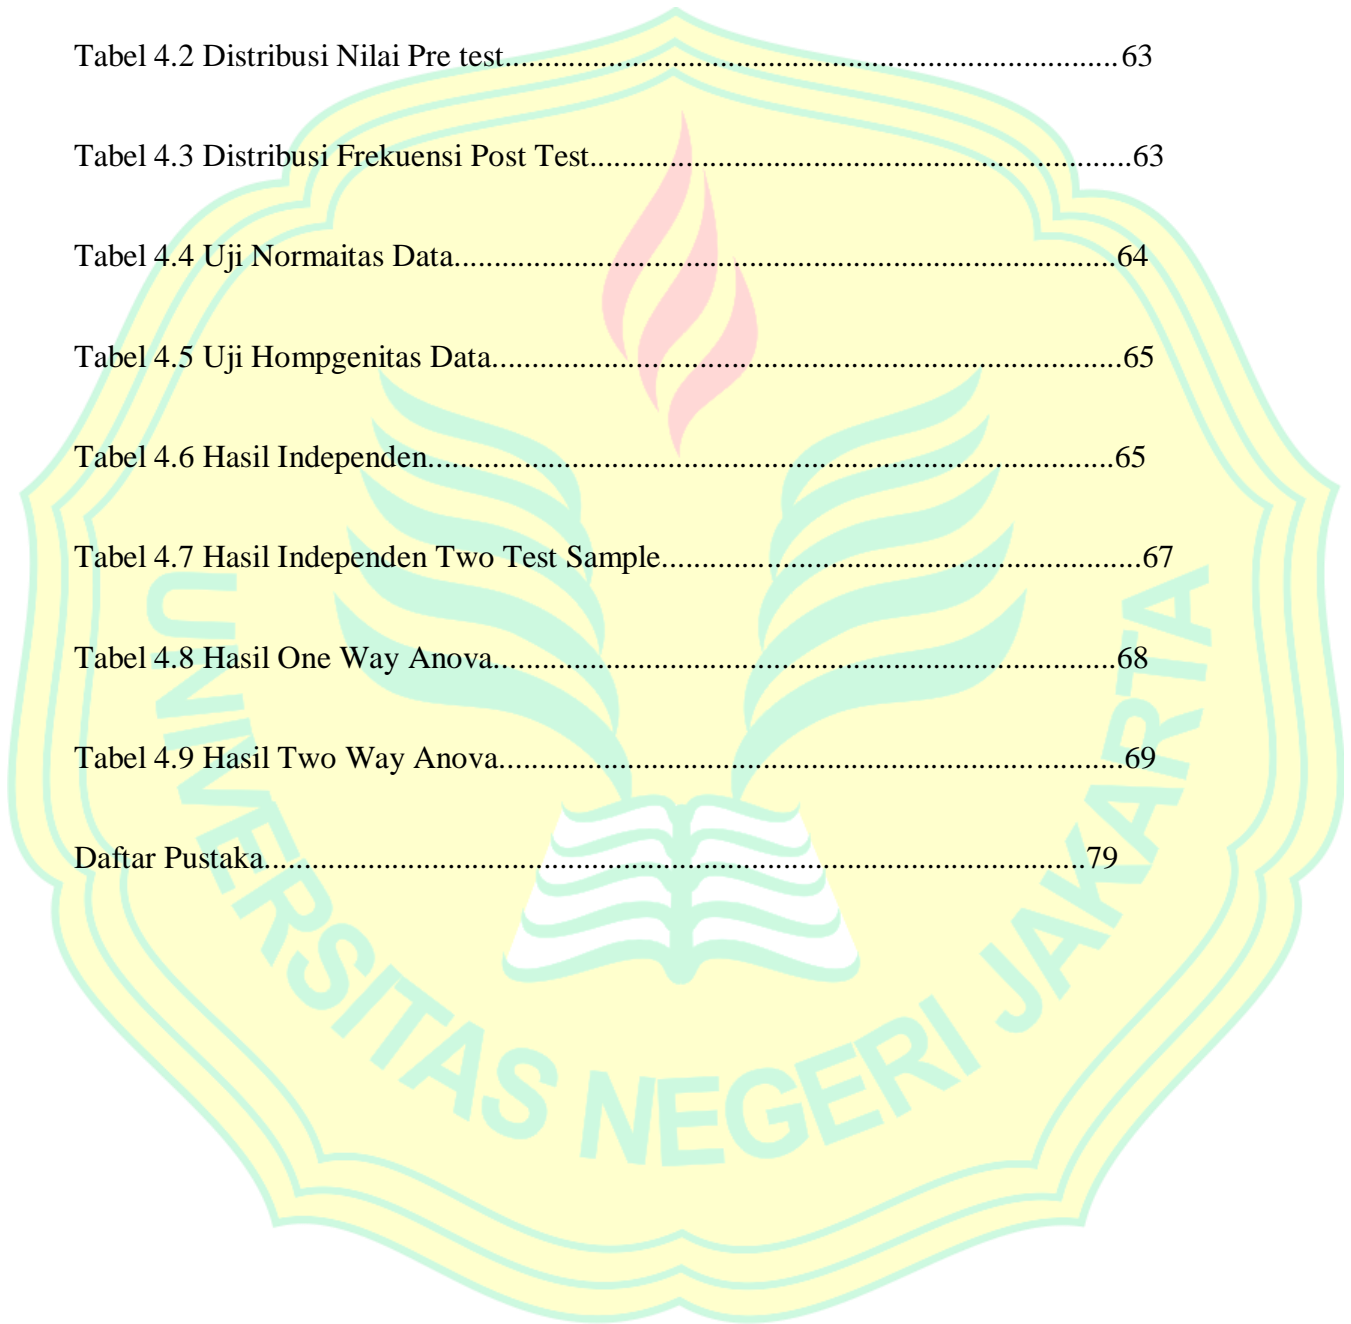 Tabel 4.2 Distribusi Nilai Pre test............................................................................63
Tabel 4.3 Distribusi Frekuensi Post Test...................................................................63
Tabel 4.4 Uji Normaitas Data..................................................................................64
Tabel 4.5 Uji Hompgenitas Data..............................................................................65
Tabel 4.6 Hasil Independen.....................................................................................65
Tabel 4.7 Hasil Independen Two Test Sample...........................................................67
Tabel 4.8 Hasil One Way Anova.............................................................................68
Tabel 4.9 Hasil Two Way Anova.............................................................................69
Daftar Pustaka......................................................................................................79
UNIVERSITAS NEGERI JAKARTA